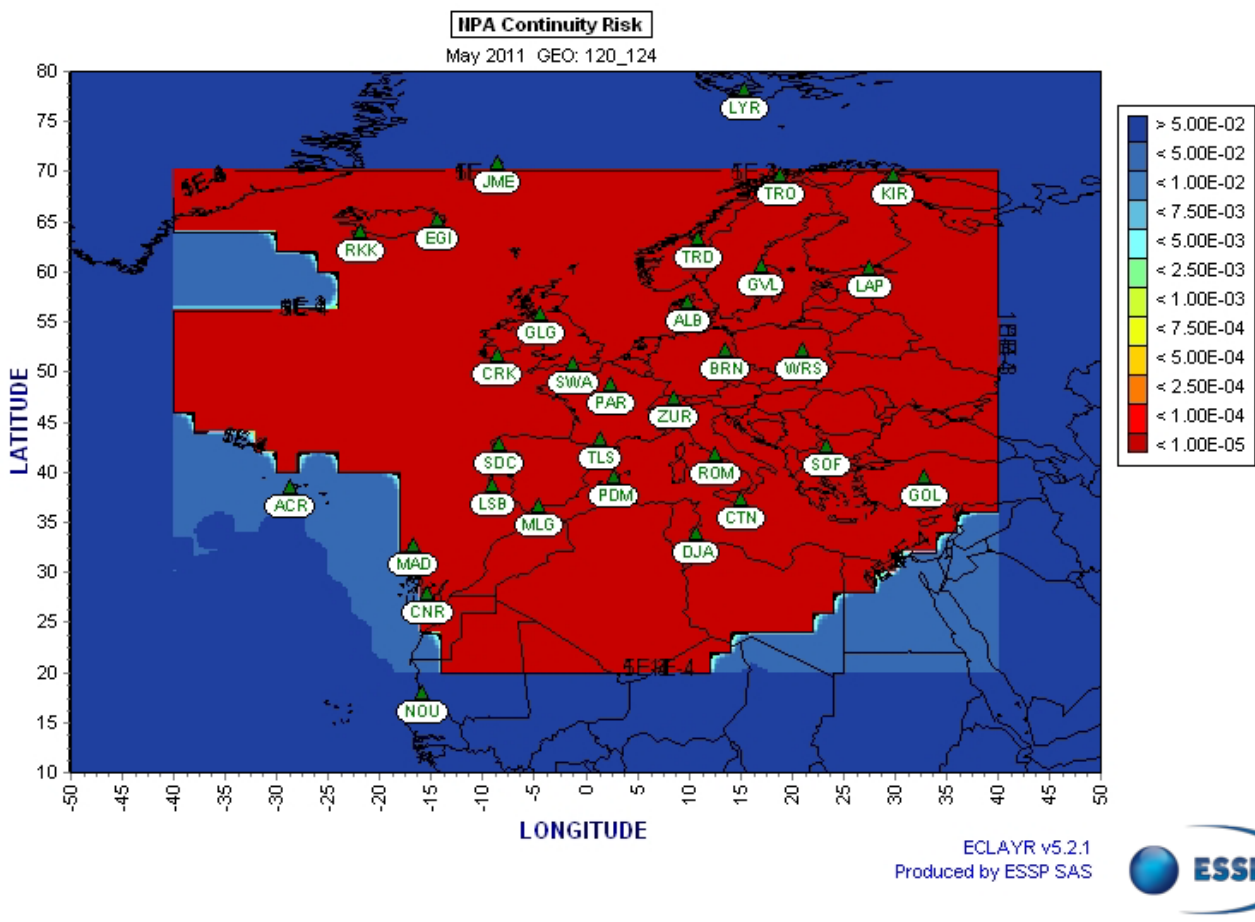 NPA Continuity Risk
May 2011 GEO: 120_124
80
75
70
65
60
55
50
45
40
35
30
25
20
15
10
LATITUDE
LYR
JME
TRO
KIR
RKK
EGI
TRD
GVL
LAP
ALB
GLG
CRK
SWA
BRN
WRS
PAR
ZUR
SDC
TLS
ROM
SOF
LSB
PDM
GOL
ACR
MLG
CTN
DJA
MAD
CNR
NOU
> 5.00E-02
< 5.00E-02
< 1.00E-02
< 7.50E-03
< 5.00E-03
< 2.50E-03
< 1.00E-03
< 7.50E-04
< 5.00E-04
< 2.50E-04
< 1.00E-04
< 1.00E-05
-50 -45 -40 -35 -30 -25 -20 -15 -10 -5 0 5 10 15 20 25 30 35 40 45 50
LONGITUDE
ECLAYR v5.2.1
Produced by ESSP SAS